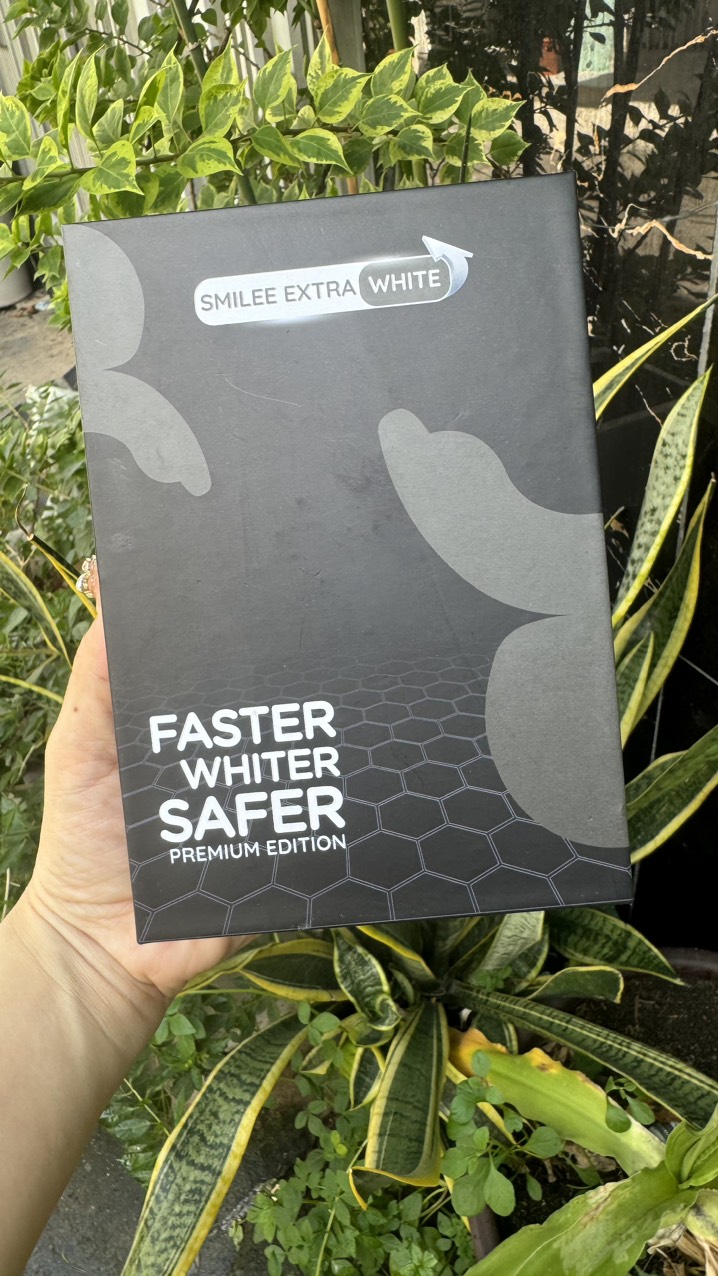 SMILEE EXTRA WHITE
FASTER
WHITER
SAFER
PREMIUM EDITION